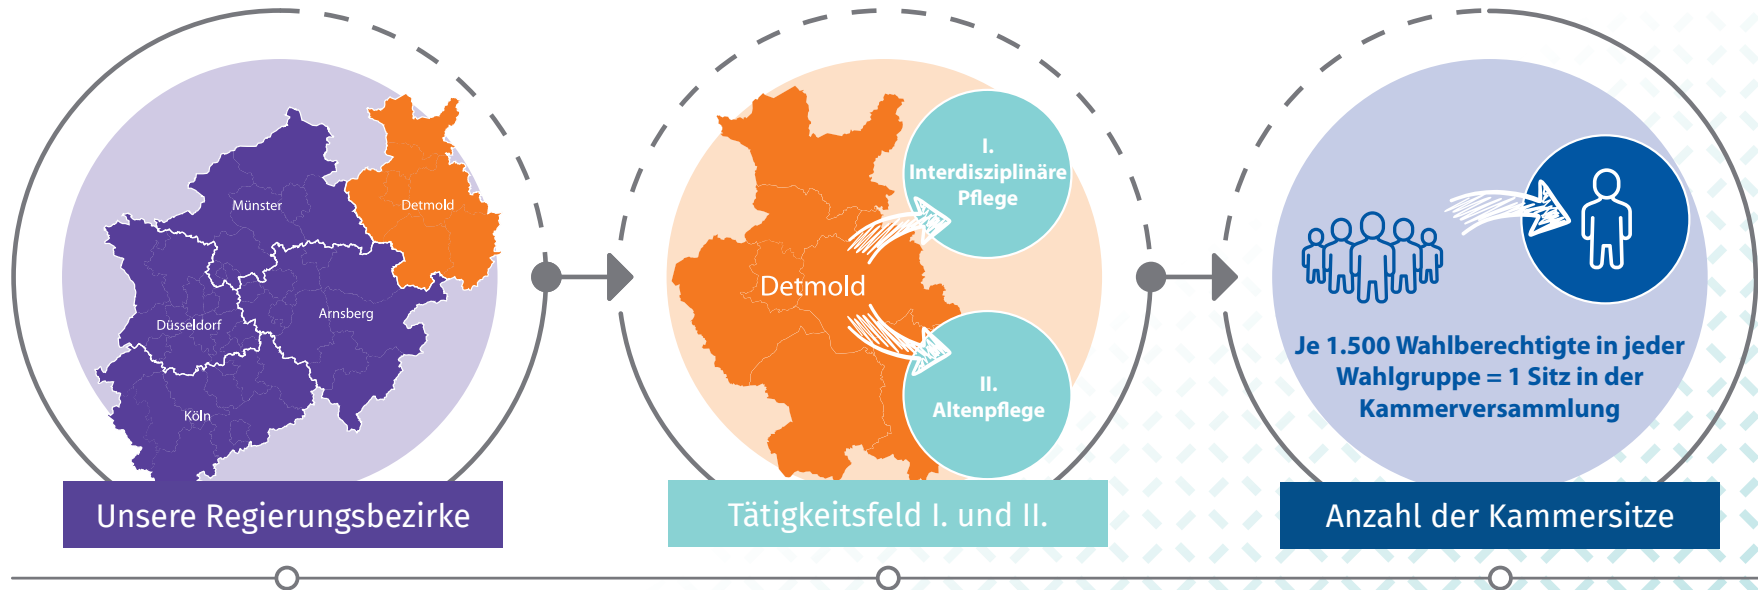 Münster
Detmold
Düsseldorf
Arnsberg
Köln
Unsere Regierungsbezirke
I.
Interdisziplinäre
Pflege
Detmold
II.
Altenpflege
Tätigkeitsfeld I. und II.
Je 1.500 Wahlberechtigte in jeder
Wahlgruppe = 1 Sitz in der
Kammerversammlung
Anzahl der Kammersitze